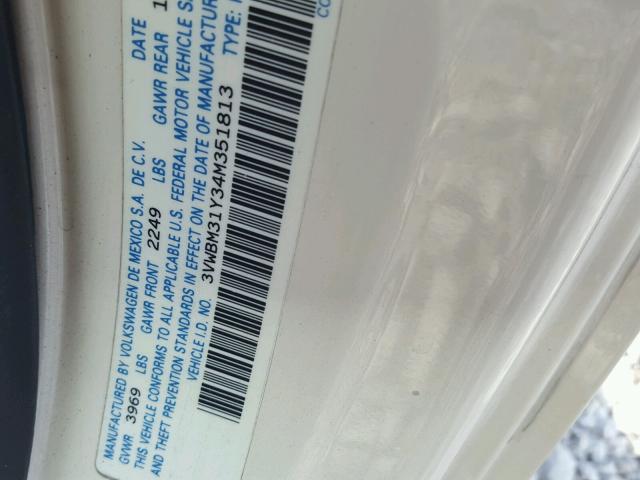 MANUFACTURED BY VOLKSWAGEN DE MEXICO S.A. DE C.V. DATE
GVWR 3969 LBS GAWR FRONT 2249 LBS GAWR REAR
THIS VEHICLE CONFORMS TO ALL APPLICABLE U.S. FEDERAL MOTOR VEHICLE
AND THEFT PREVENTION STANDARDS IN EFFECT ON THE DATE OF
VEHICLE I.D. NO. 3VWBM31Y34M351813 TYPE: